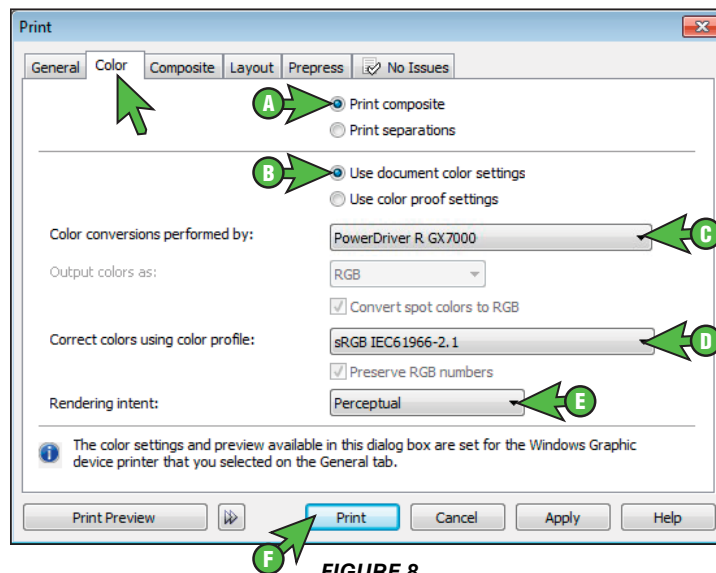 Print
General Color Composite Layout Prepress No Issues
A Print composite
Print separations
B Use document color settings
Use color proof settings
Color conversions performed by: PowerDriver R GX7000 C
Output colors as: RGB
Convert spot colors to RGB
Correct colors using color profile: sRGB IEC61966-2.1 D
Preserve RGB numbers
Rendering intent: Perceptual E
The color settings and preview available in this dialog box are set for the Windows Graphic
device printer that you selected on the General tab.
Print Preview Print Cancel Apply Help
F
FIGURE 8